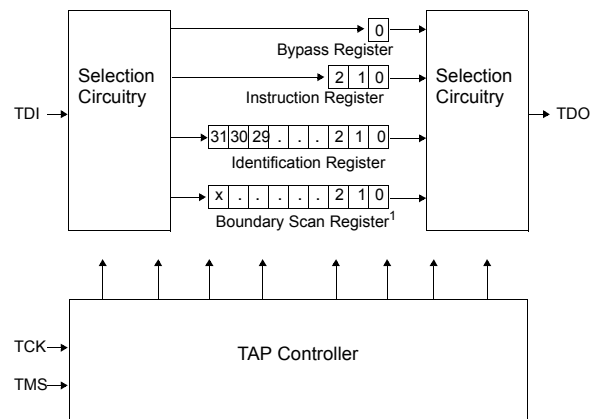 0
Bypass Register
Selection Circuitry
2 1 0
Selection Circuitry
Instruction Register
TDI
TDO
31 30 29 . . . 2 1 0
Identification Register
x . . . . . 2 1 0
Boundary Scan Register1
TCK
TAP Controller
TMS